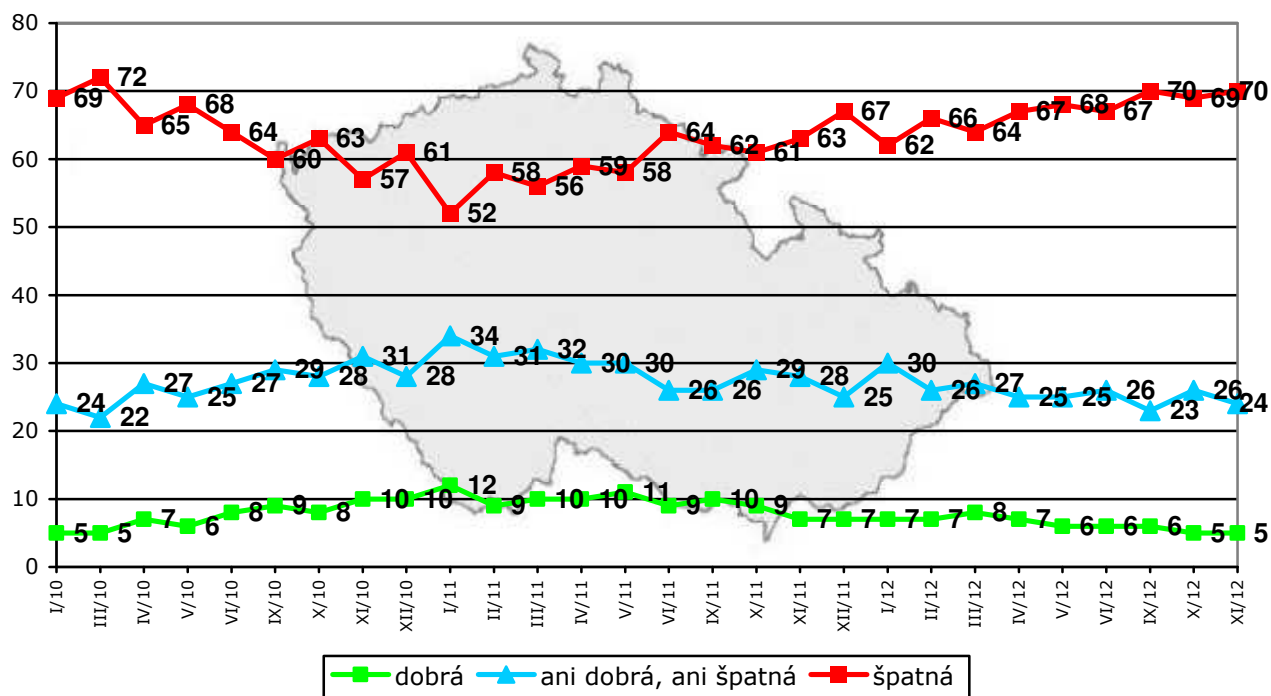 80
70
69 72 65 68 64 60 63 57 61 52 58 56 59 58 64 62 61 63 67 62 66 64 67 68 67 70 69 70
60
50
40
30
24 22 27 25 27 29 28 31 28 34 31 32 30 30 26 26 29 28 25 30 26 27 25 25 26 23 26 24
20
10
5 5 7 6 8 9 8 10 10 12 9 10 10 11 9 10 9 7 7 7 7 8 7 6 6 6 5 5
0
I/10 III/10 IV/10 V/10 VI/10 IX/10 X/10 XI/10 XII/10 I/11 II/11 III/11 IV/11 V/11 VI/11 IX/11 X/11 XI/11 XII/11 I/12 II/12 III/12 IV/12 V/12 VI/12 IX/12 X/12 XI/12
dobrá ani dobrá, ani špatná špatná